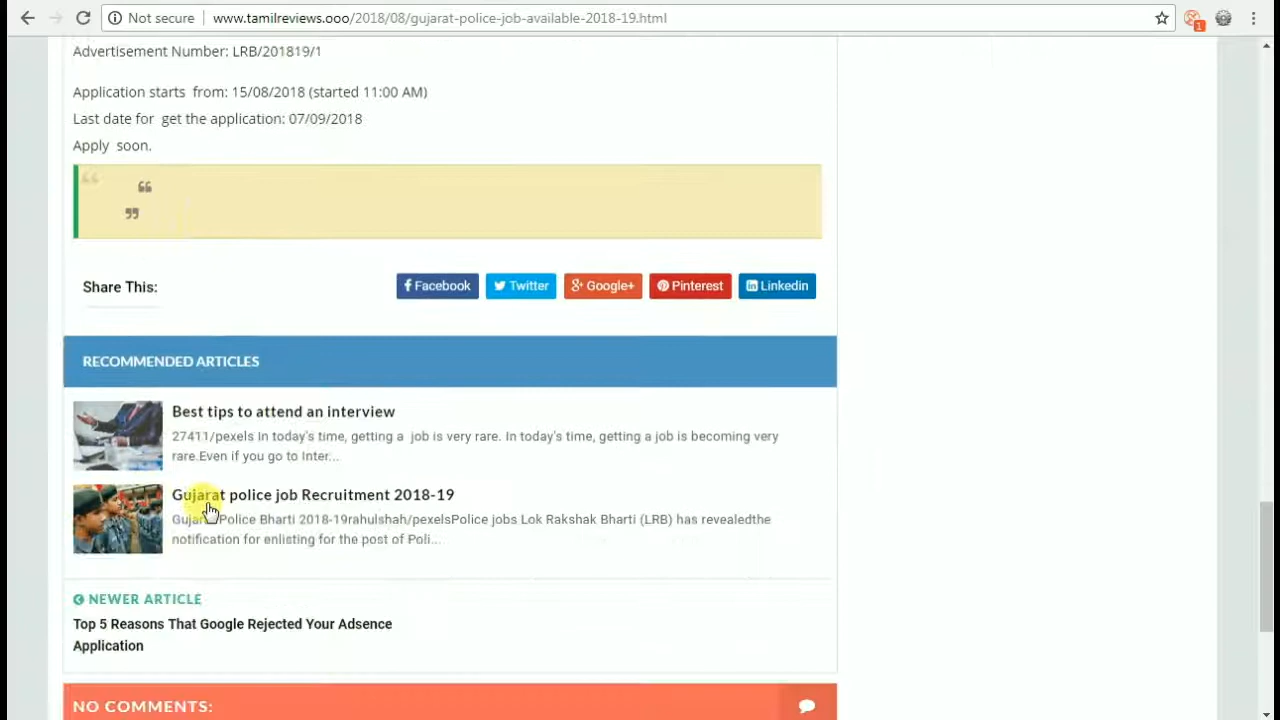 Not secure
www.tamilreviews.ooo/2018/08/gujarat-police-job-available-2018-19.html
1
Advertisement Number: LRB/201819/1
Application starts from: 15/08/2018 (started 11:00 AM)
Last date for get the application: 07/09/2018
Apply soon.
Share This:
Facebook
Twitter
Google+
Pinterest
Linkedin
RECOMMENDED ARTICLES
Best tips to attend an interview
27411/pexels In today's time, getting a job is very rare. In today's time, getting a job is becoming very
rare.Even if you go to Inter...
Gujarat police job Recruitment 2018-19
Gujarat Police Bharti 2018-19rahulshah/pexelsPolice jobs Lok Rakshak Bharti (LRB) has revealedthe
notification for enlisting for the post of Poli...
NEWER ARTICLE
Top 5 Reasons That Google Rejected Your Adsence
Application
NO COMMENTS: